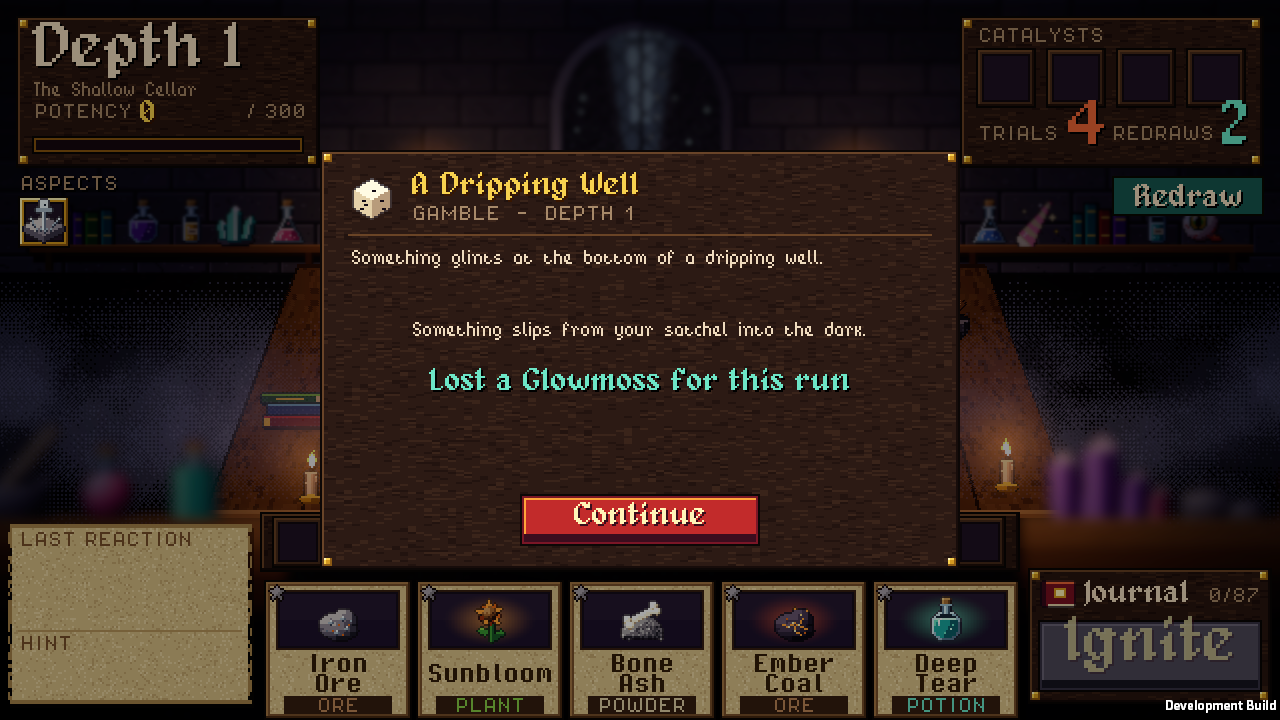 Depth 1
The Shallow Cellar
POTENCY 0 / 300
ASPECTS
CATALYSTS
TRIALS 4 REDRAWS 2
Redraw
A Dripping Well
GAMBLE - DEPTH 1
Something glints at the bottom of a dripping well.
Something slips from your satchel into the dark.
Lost a Glowmoss for this run
Continue
LAST REACTION
HINT
Iron
Ore
ORE
Sunbloom
PLANT
Bone
Ash
POWDER
Ember
Coal
ORE
Deep
Tear
POTION
Journal 0/87
Ignite
Development Build